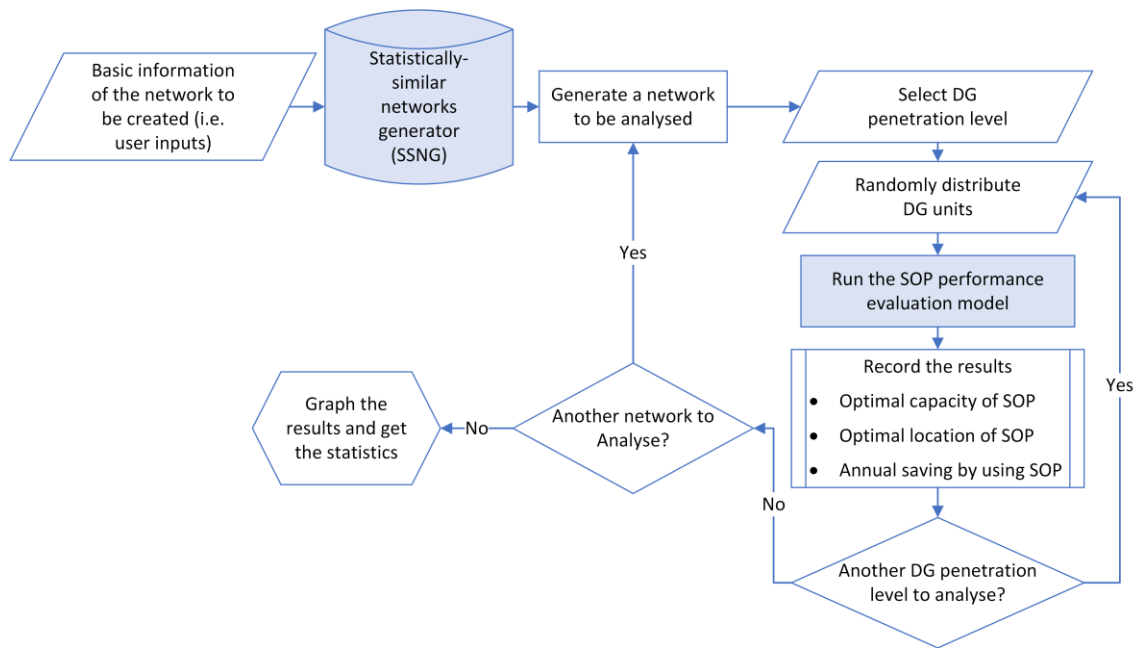 Basic information
of the network to
be created (i.e.
user inputs)
Statistically-
similar
networks
generator
(SSNG)
Generate a network
to be analysed
Select DG
penetration level
Randomly distribute
DG units
Yes
Run the SOP performance
evaluation model
Record the results
• Optimal capacity of SOP
• Optimal location of SOP
• Annual saving by using SOP
Yes
Graph the
results and get
the statistics
No
Another network to
Analyse?
No
Another DG penetration
level to analyse?